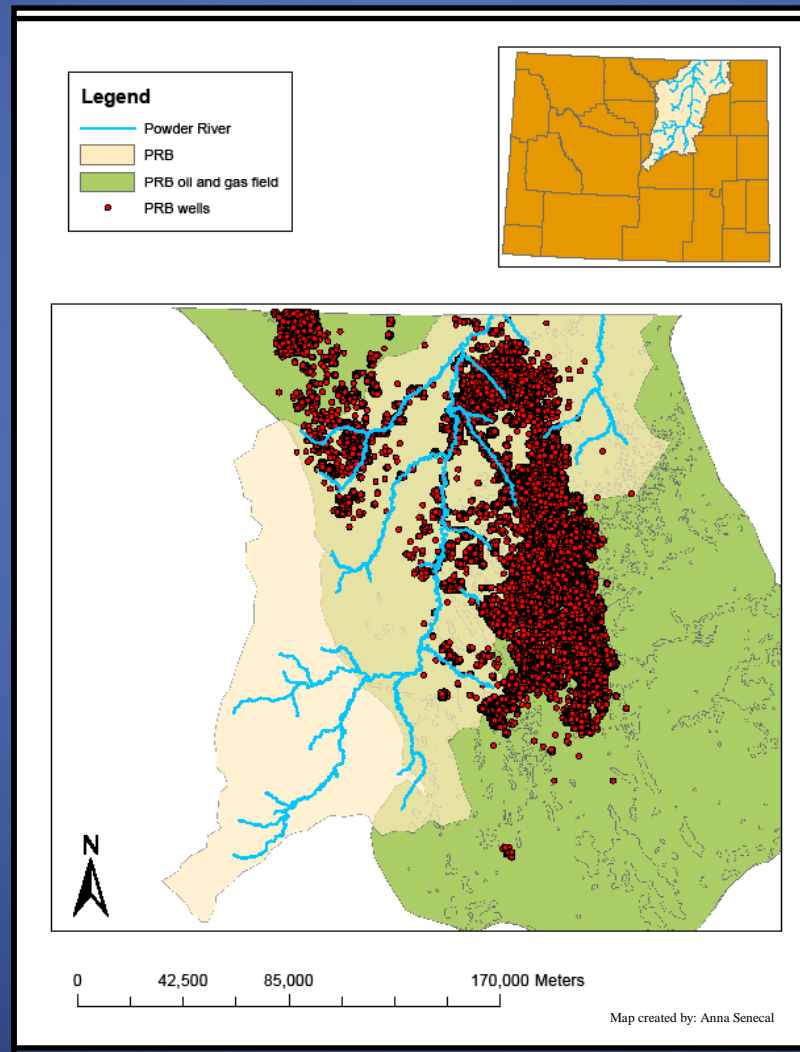 Legend
Powder River
PRB
PRB oil and gas field
PRB wells
N
0 42,500 85,000 170,000 Meters
Map created by: Anna Senecal